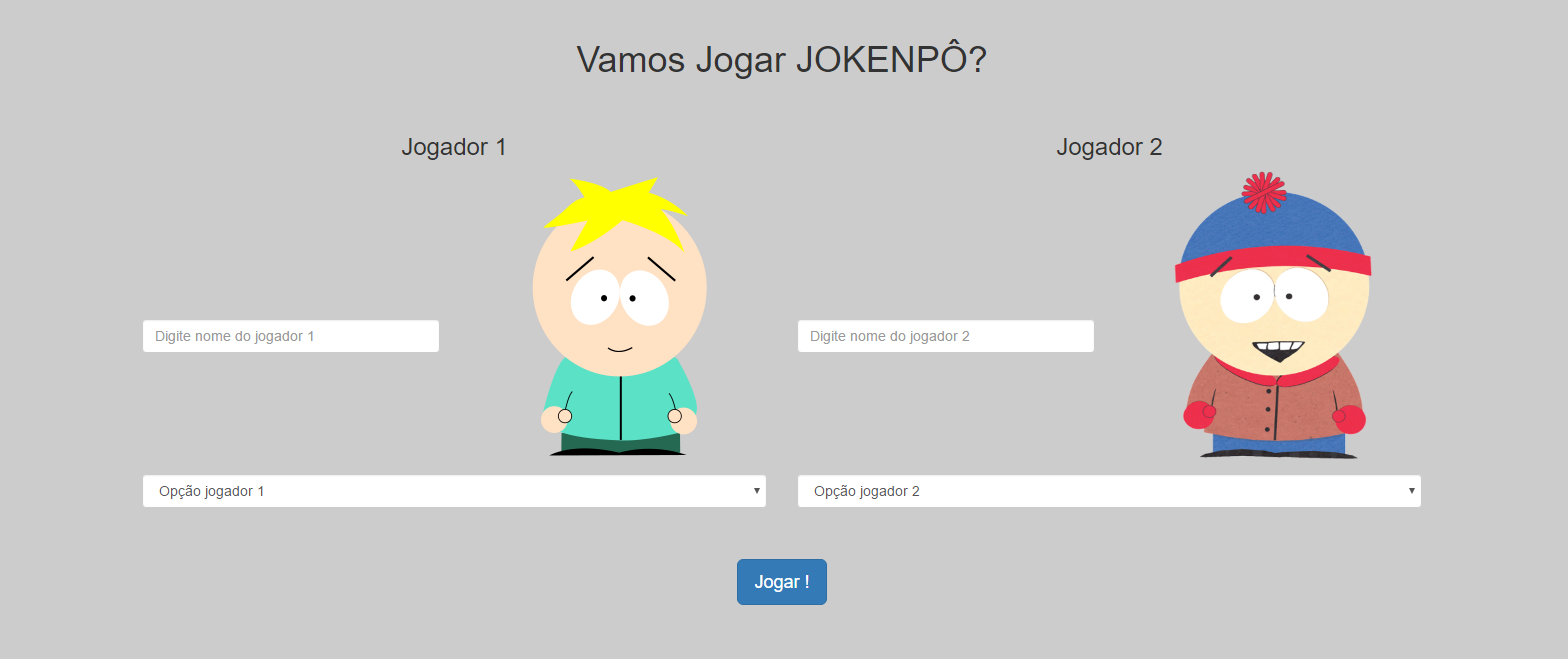 Vamos Jogar JOKENPÔ?
Jogador 1
Jogador 2
Digite nome do jogador 1
Digite nome do jogador 2
Opção jogador 1
Opção jogador 2
Jogar !